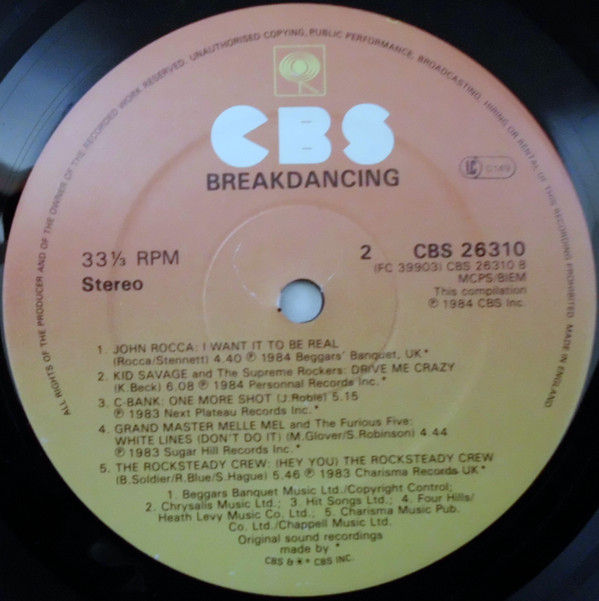 ALL RIGHTS OF THE PRODUCER AND OF THE OWNER OF THE RECORDED WORK RESERVED. UNAUTHORISED COPYING, PUBLIC PERFORMANCE, BROADCASTING, HIRING OR RENTAL OF THIS RECORDING PROHIBITED. MADE IN ENGLAND.
CBS
BREAKDANCING
LC 0149
33⅓ RPM
Stereo
2 CBS 26310
(FC 39903) CBS 26310 B
MCPS/BIEM
This compilation
℗ 1984 CBS Inc.
1. JOHN ROCCA: I WANT IT TO BE REAL
(Rocca/Stennett) 4.40 ℗ 1984 Beggars' Banquet, UK*
2. KID SAVAGE and The Supreme Rockers: DRIVE ME CRAZY
(K.Beck) 6.08 ℗ 1984 Personnal Records Inc.*
3. C-BANK: ONE MORE SHOT (J.Roble) 5.15
℗ 1983 Next Plateau Records Inc.*
4. GRAND MASTER MELLE MEL and The Furious Five:
WHITE LINES (DON'T DO IT) (M.Glover/S.Robinson) 4.44
℗ 1983 Sugar Hill Records Inc.*
5. THE ROCKSTEADY CREW: (HEY YOU) THE ROCKSTEADY CREW
(B.Soldier/R.Blue/S.Hague) 5.46 ℗ 1983 Charisma Records UK*
1. Beggars Banquet Music Ltd./Copyright Control;
2. Chrysalis Music Ltd.; 3. Hit Songs Ltd.; 4. Four Hills/
Heath Levy Music Co. Ltd.; 5. Charisma Music Pub.
Co. Ltd./Chappell Music Ltd.
Original sound recordings
made by *
CBS & * CBS INC.